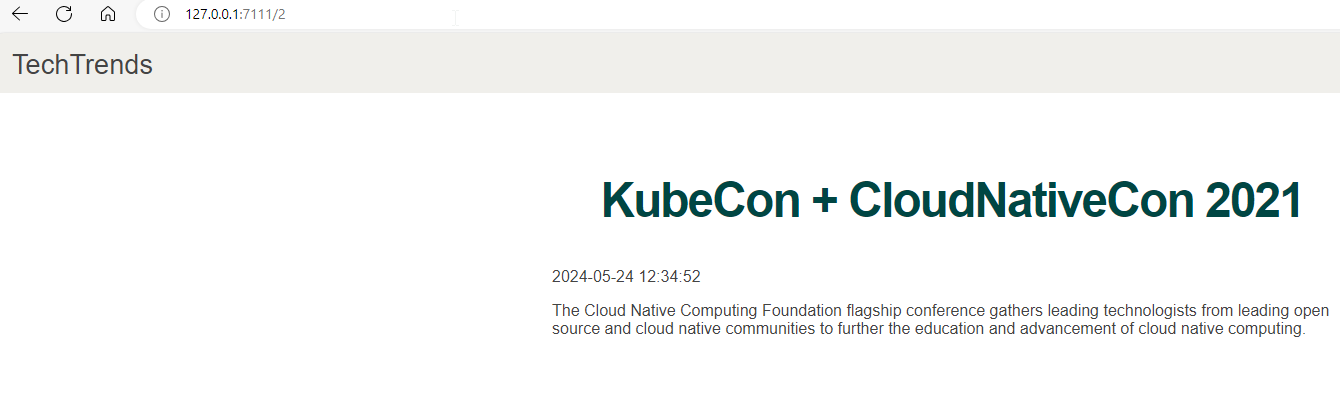 127.0.0.1:7111/2
TechTrends
KubeCon + CloudNativeCon 2021
2024-05-24 12:34:52
The Cloud Native Computing Foundation flagship conference gathers leading technologists from leading open
source and cloud native communities to further the education and advancement of cloud native computing.